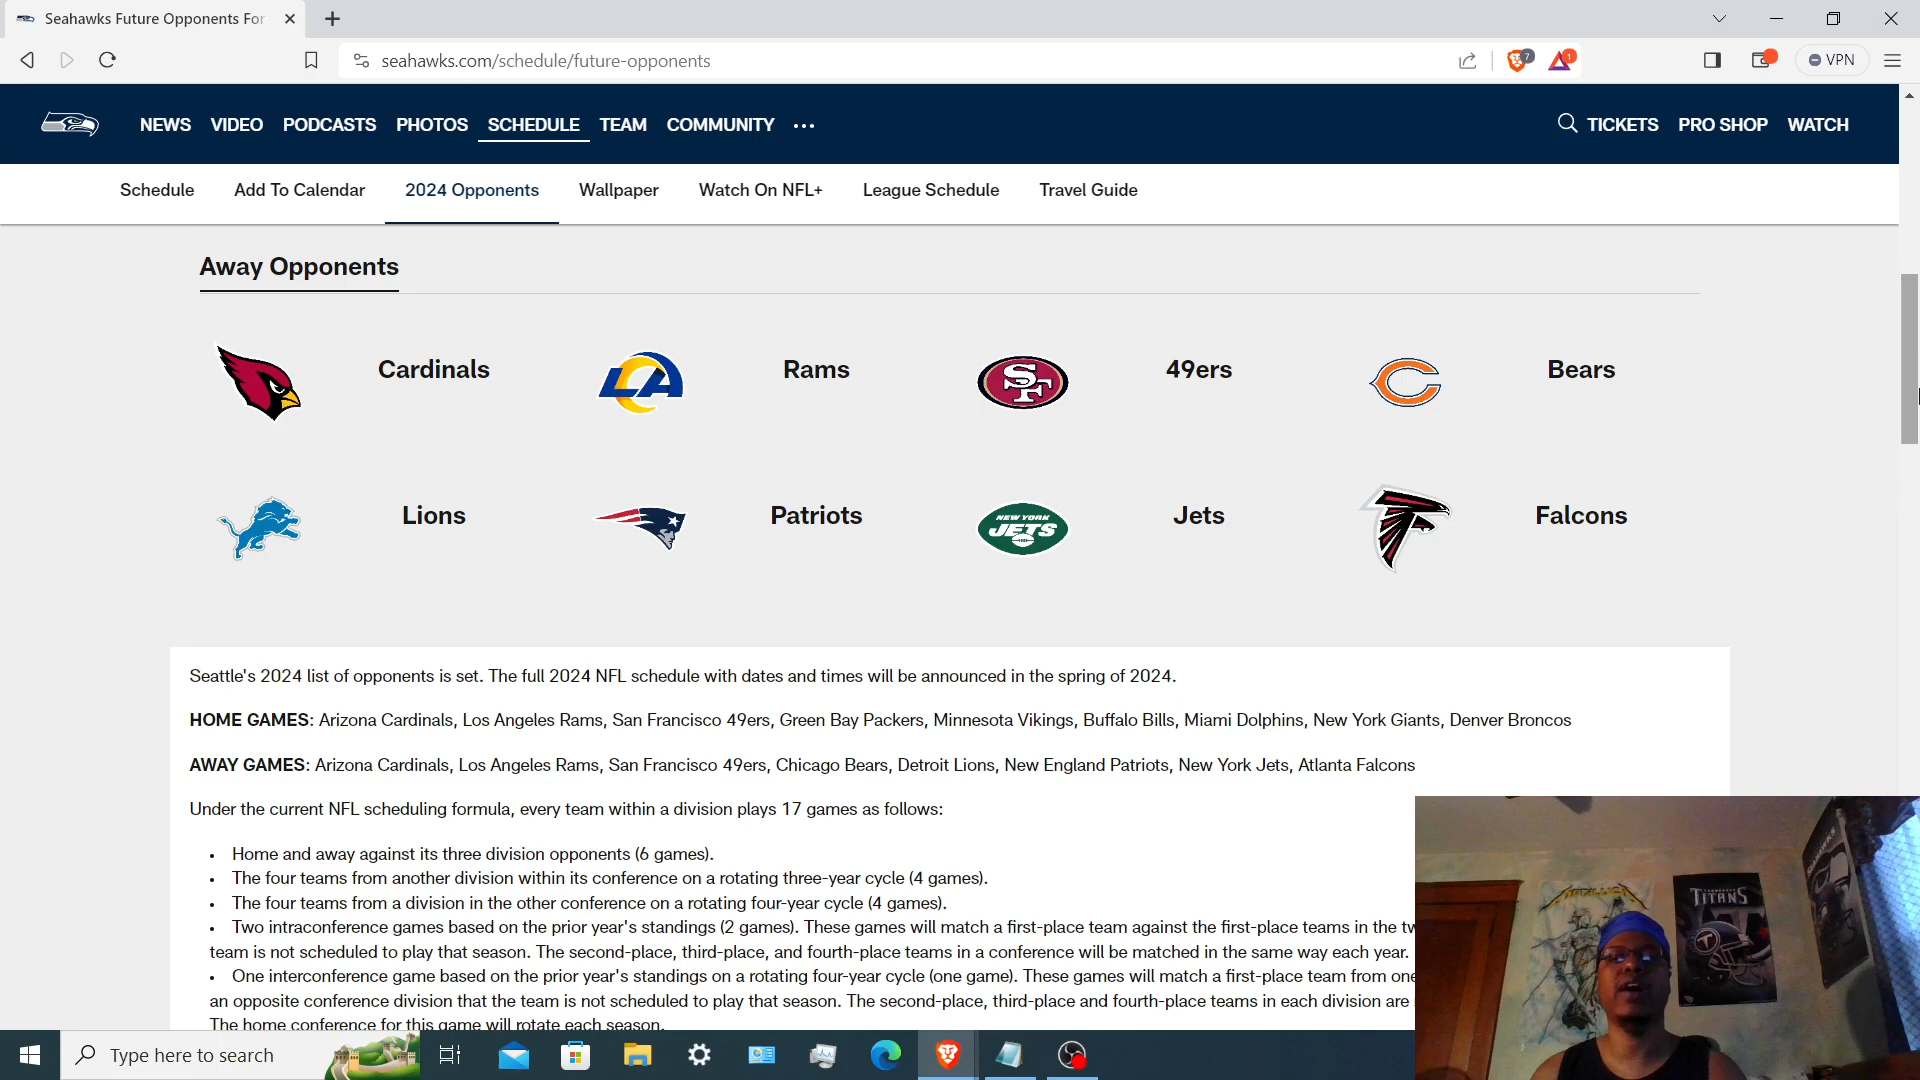 Seahawks Future Opponents For
seahawks.com/schedule/future-opponents
7
1
VPN
NEWS VIDEO PODCASTS PHOTOS SCHEDULE TEAM COMMUNITY
TICKETS PRO SHOP WATCH
Schedule Add To Calendar 2024 Opponents Wallpaper Watch On NFL+ League Schedule Travel Guide
Away Opponents
Cardinals LA Rams SF 49ers C Bears
Lions Patriots NEW YORK JETS Jets Falcons
Seattle's 2024 list of opponents is set. The full 2024 NFL schedule with dates and times will be announced in the spring of 2024.
HOME GAMES: Arizona Cardinals, Los Angeles Rams, San Francisco 49ers, Green Bay Packers, Minnesota Vikings, Buffalo Bills, Miami Dolphins, New York Giants, Denver Broncos
AWAY GAMES: Arizona Cardinals, Los Angeles Rams, San Francisco 49ers, Chicago Bears, Detroit Lions, New England Patriots, New York Jets, Atlanta Falcons
Under the current NFL scheduling formula, every team within a division plays 17 games as follows:
• Home and away against its three division opponents (6 games).
• The four teams from another division within its conference on a rotating three-year cycle (4 games).
• The four teams from a division in the other conference on a rotating four-year cycle (4 games).
• Two intraconference games based on the prior year's standings (2 games). These games will match a first-place team against the first-place teams in the tw
team is not scheduled to play that season. The second-place, third-place, and fourth-place teams in a conference will be matched in the same way each year.
• One interconference game based on the prior year's standings on a rotating four-year cycle (one game). These games will match a first-place team from one
an opposite conference division that the team is not scheduled to play that season. The second-place, third-place and fourth-place teams in each division are
The home conference for this game will rotate each season.
METALLICA
TITANS
Type here to search